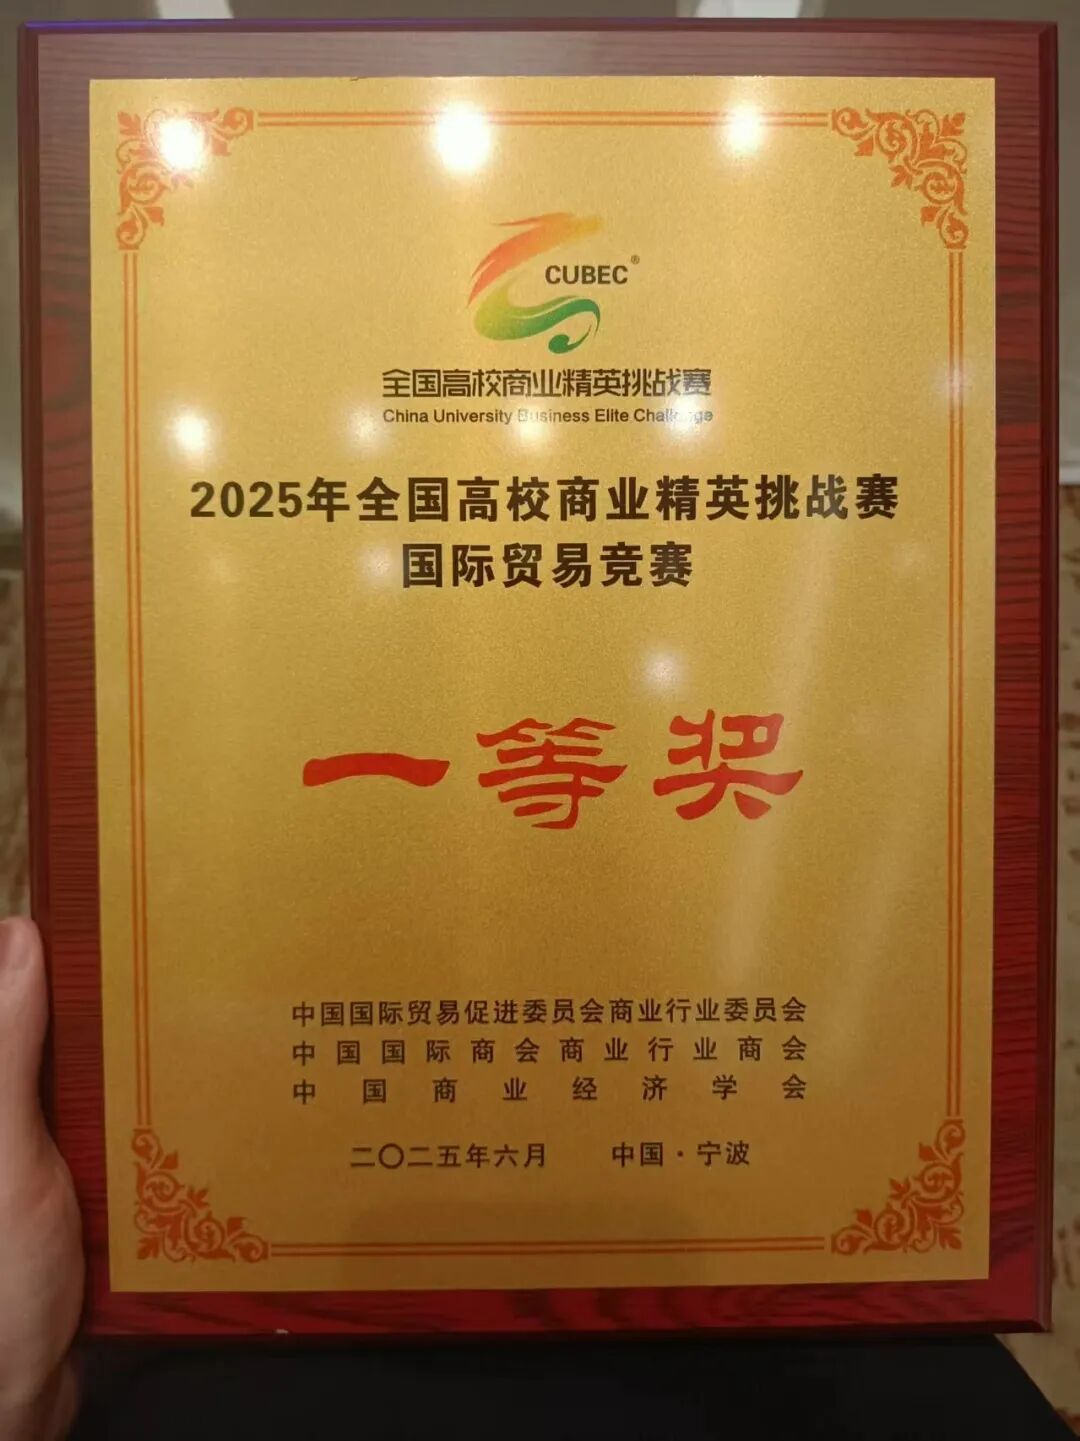 CUBEC®
全国高校商业精英挑战赛
China University Business Elite Challenge
2025年全国高校商业精英挑战赛
国际贸易竞赛
一等奖
中国国际贸易促进委员会商业行业委员会
中国国际商会商业行业商会
中国商业经济学会
二〇二五年六月 中国·宁波